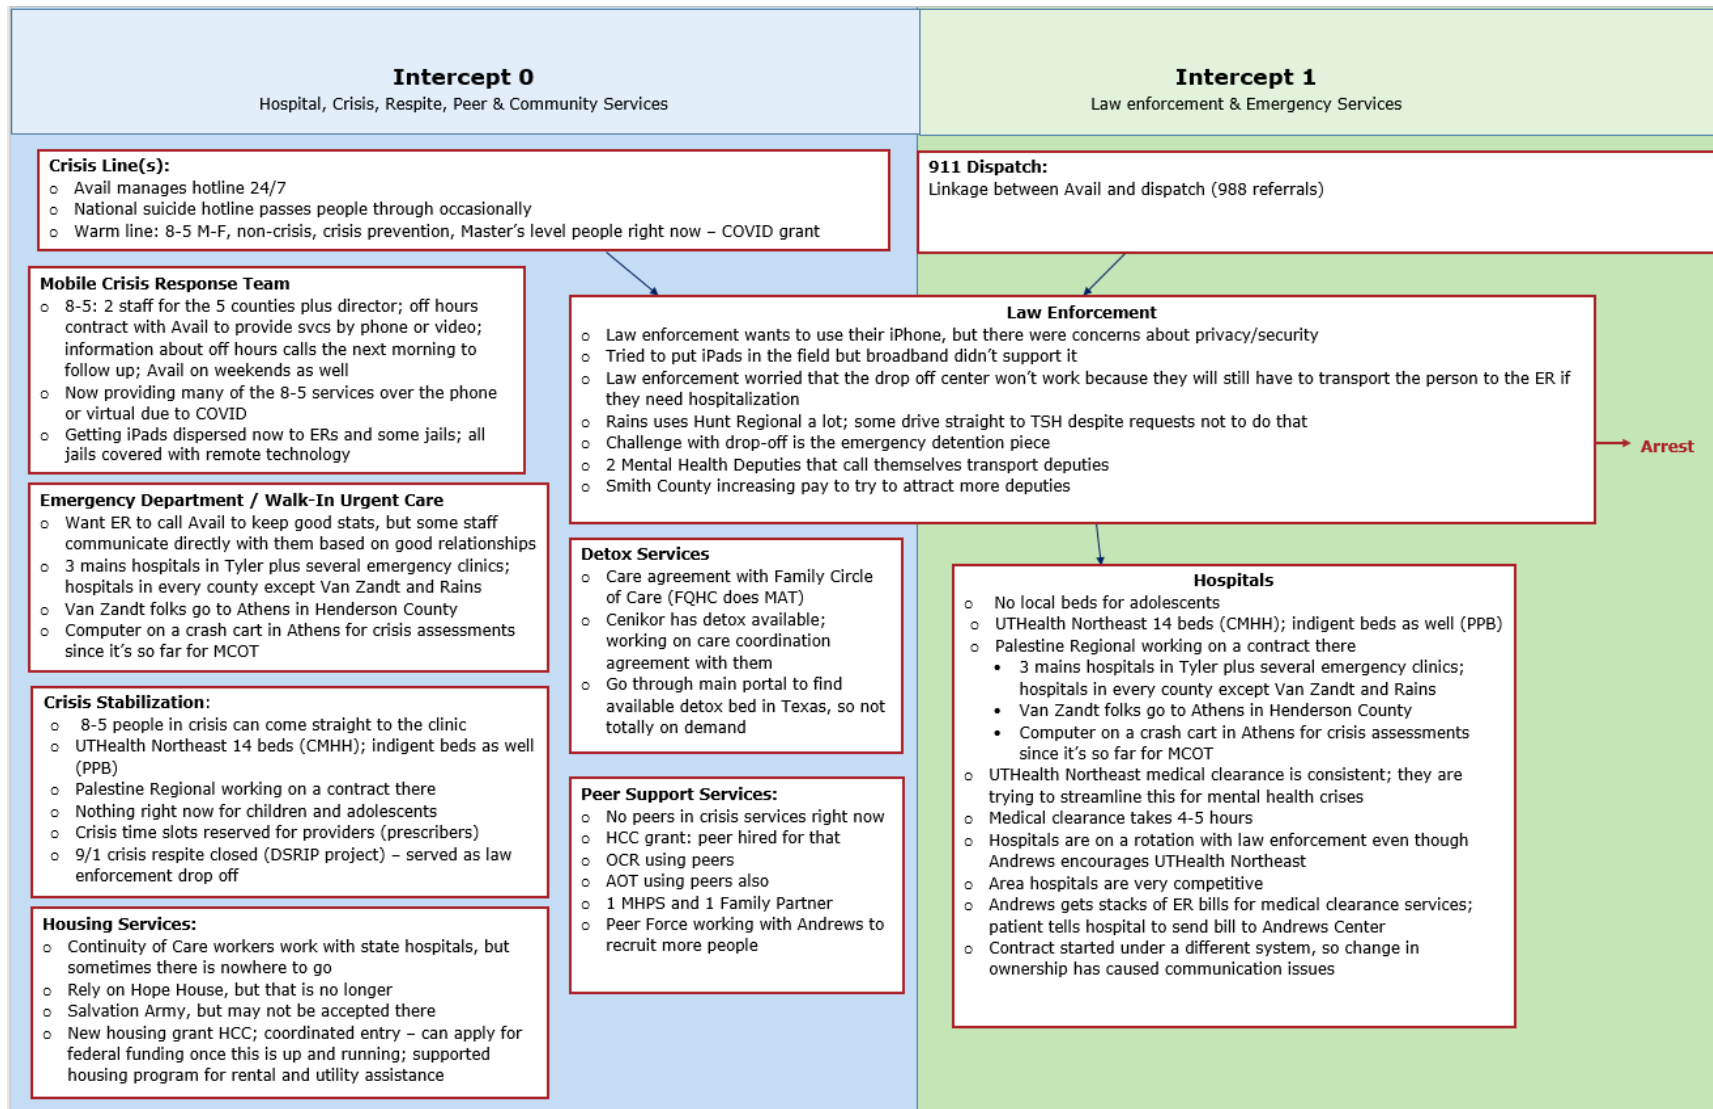 Intercept 0
Hospital, Crisis, Respite, Peer & Community Services
Intercept 1
Law enforcement & Emergency Services
Crisis Line(s):
o Avail manages hotline 24/7
o National suicide hotline passes people through occasionally
o Warm line: 8-5 M-F, non-crisis, crisis prevention, Master's level people right now – COVID grant
911 Dispatch:
Linkage between Avail and dispatch (988 referrals)
Mobile Crisis Response Team
o 8-5: 2 staff for the 5 counties plus director; off hours
contract with Avail to provide svcs by phone or video;
information about off hours calls the next morning to
follow up; Avail on weekends as well
o Now providing many of the 8-5 services over the phone
or virtual due to COVID
o Getting iPads dispersed now to ERs and some jails; all
jails covered with remote technology
Law Enforcement
o Law enforcement wants to use their iPhone, but there were concerns about privacy/security
o Tried to put iPads in the field but broadband didn't support it
o Law enforcement worried that the drop off center won't work because they will still have to transport the person to the ER if
they need hospitalization
o Rains uses Hunt Regional a lot; some drive straight to TSH despite requests not to do that
o Challenge with drop-off is the emergency detention piece
o 2 Mental Health Deputies that call themselves transport deputies
o Smith County increasing pay to try to attract more deputies
Arrest
Emergency Department / Walk-In Urgent Care
o Want ER to call Avail to keep good stats, but some staff
communicate directly with them based on good relationships
o 3 mains hospitals in Tyler plus several emergency clinics;
hospitals in every county except Van Zandt and Rains
o Van Zandt folks go to Athens in Henderson County
o Computer on a crash cart in Athens for crisis assessments
since it's so far for MCOT
Crisis Stabilization:
o 8-5 people in crisis can come straight to the clinic
o UTHealth Northeast 14 beds (CMHH); indigent beds as well
(PPB)
o Palestine Regional working on a contract there
o Nothing right now for children and adolescents
o Crisis time slots reserved for providers (prescribers)
o 9/1 crisis respite closed (DSRIP project) – served as law
enforcement drop off
Housing Services:
o Continuity of Care workers work with state hospitals, but
sometimes there is nowhere to go
o Rely on Hope House, but that is no longer
o Salvation Army, but may not be accepted there
o New housing grant HCC; coordinated entry – can apply for
federal funding once this is up and running; supported
housing program for rental and utility assistance
Detox Services
o Care agreement with Family Circle
of Care (FQHC does MAT)
o Cenikor has detox available;
working on care coordination
agreement with them
o Go through main portal to find
available detox bed in Texas, so not
totally on demand
Peer Support Services:
o No peers in crisis services right now
o HCC grant: peer hired for that
o OCR using peers
o AOT using peers also
o 1 MHPS and 1 Family Partner
o Peer Force working with Andrews to
recruit more people
Hospitals
o No local beds for adolescents
o UTHealth Northeast 14 beds (CMHH); indigent beds as well (PPB)
o Palestine Regional working on a contract there
• 3 mains hospitals in Tyler plus several emergency clinics;
hospitals in every county except Van Zandt and Rains
• Van Zandt folks go to Athens in Henderson County
• Computer on a crash cart in Athens for crisis assessments
since it's so far for MCOT
o UTHealth Northeast medical clearance is consistent; they are
trying to streamline this for mental health crises
o Medical clearance takes 4-5 hours
o Hospitals are on a rotation with law enforcement even though
Andrews encourages UTHealth Northeast
o Area hospitals are very competitive
o Andrews gets stacks of ER bills for medical clearance services;
patient tells hospital to send bill to Andrews Center
o Contract started under a different system, so change in
ownership has caused communication issues